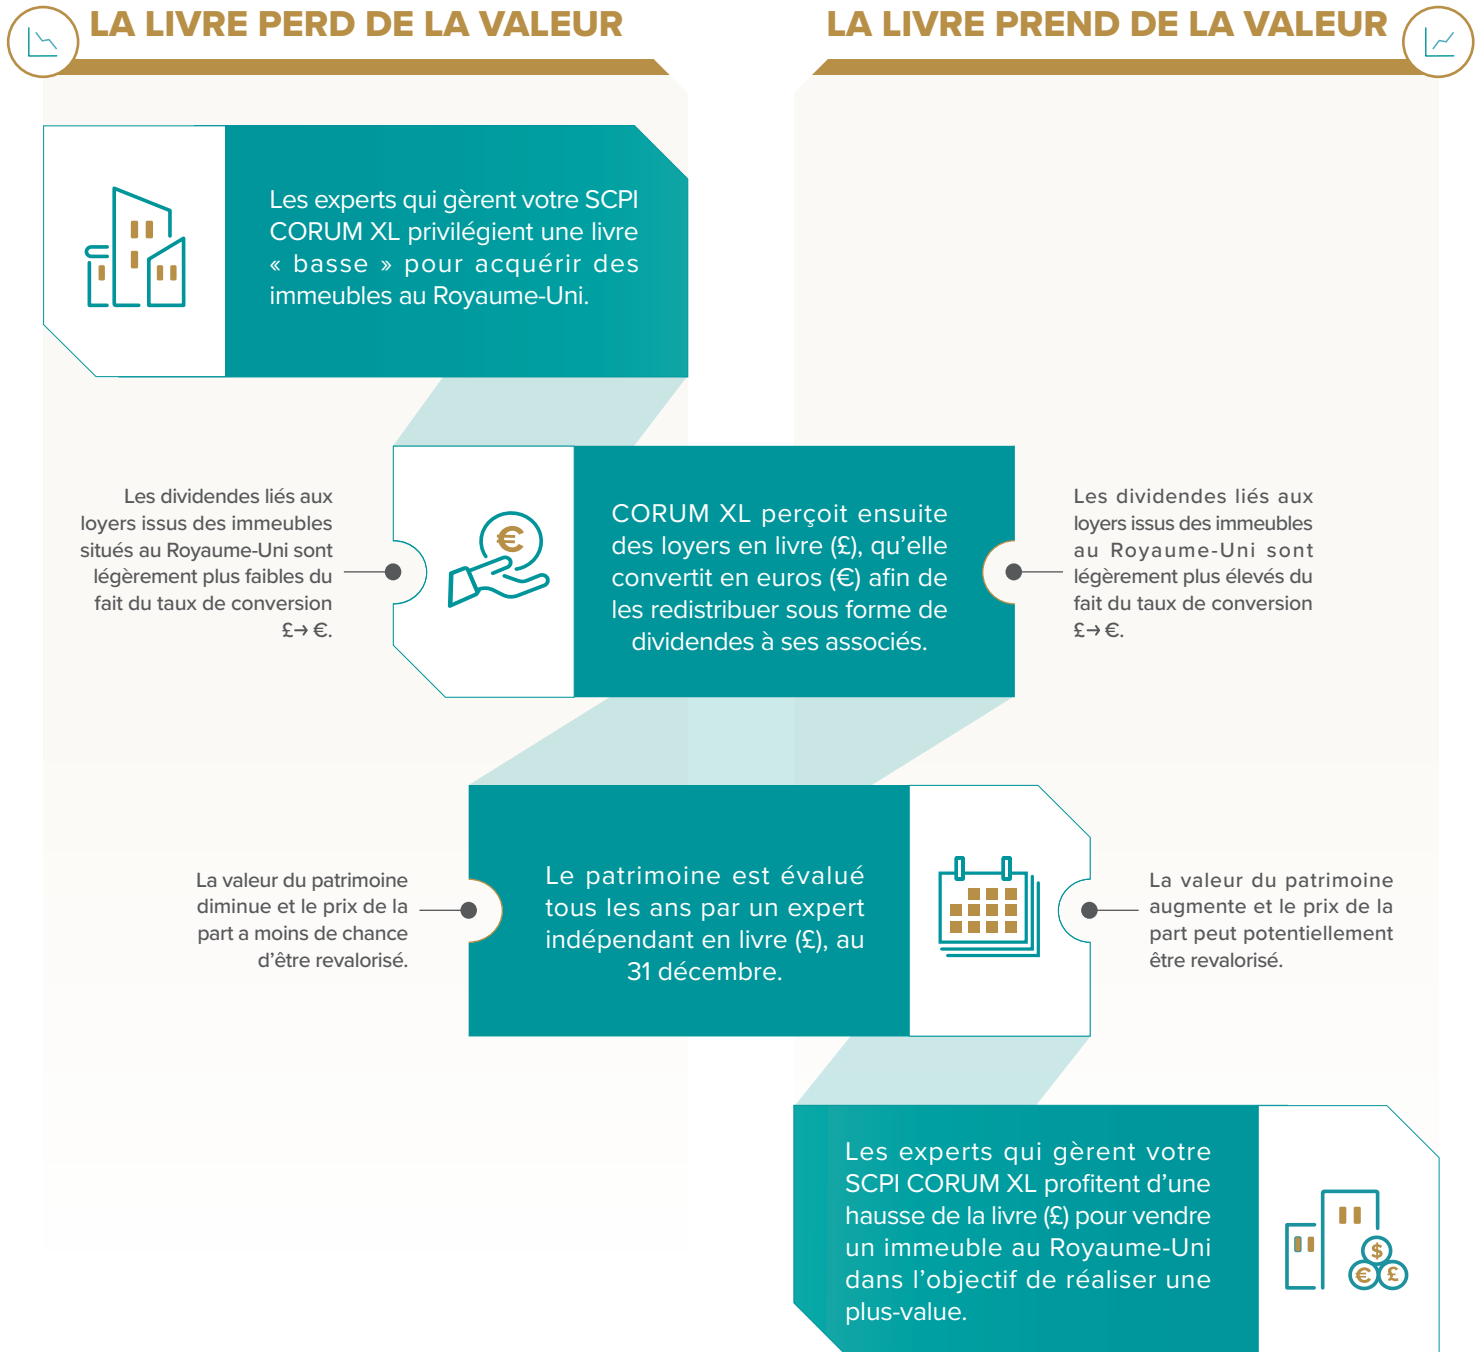 LA LIVRE PERD DE LA VALEUR
LA LIVRE PREND DE LA VALEUR
Les experts qui gèrent votre SCPI
CORUM XL privilégient une livre
« basse » pour acquérir des
immeubles au Royaume-Uni.
Les dividendes liés aux
loyers issus des immeubles
situés au Royaume-Uni sont
légèrement plus faibles du
fait du taux de conversion
£→ €.
€
CORUM XL perçoit ensuite
des loyers en livre (£), qu’elle
convertit en euros (€) afin de
les redistribuer sous forme de
dividendes à ses associés.
Les dividendes liés aux
loyers issus des immeubles
au Royaume-Uni sont
légèrement plus élevés du
fait du taux de conversion
£→ €.
La valeur du patrimoine
diminue et le prix de la
part a moins de chance
d’être revalorisé.
Le patrimoine est évalué
tous les ans par un expert
indépendant en livre (£), au
31 décembre.
La valeur du patrimoine
augmente et le prix de la
part peut potentiellement
être revalorisé.
Les experts qui gèrent votre
SCPI CORUM XL profitent d’une
hausse de la livre (£) pour vendre
un immeuble au Royaume-Uni
dans l’objectif de réaliser une
plus-value.
$
€ £